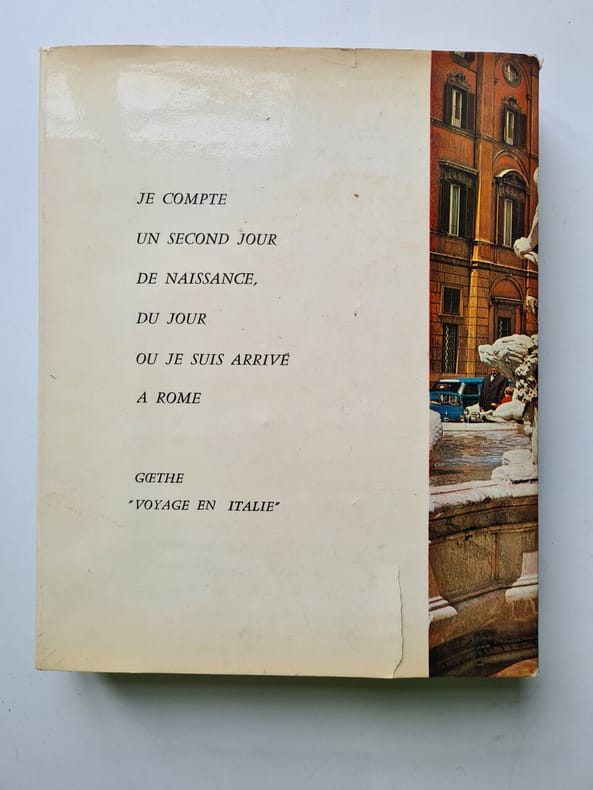 JE COMPTE
UN SECOND JOUR
DE NAISSANCE,
DU JOUR
OU JE SUIS ARRIVÉ
A ROME
GŒTHE
"VOYAGE EN ITALIE"